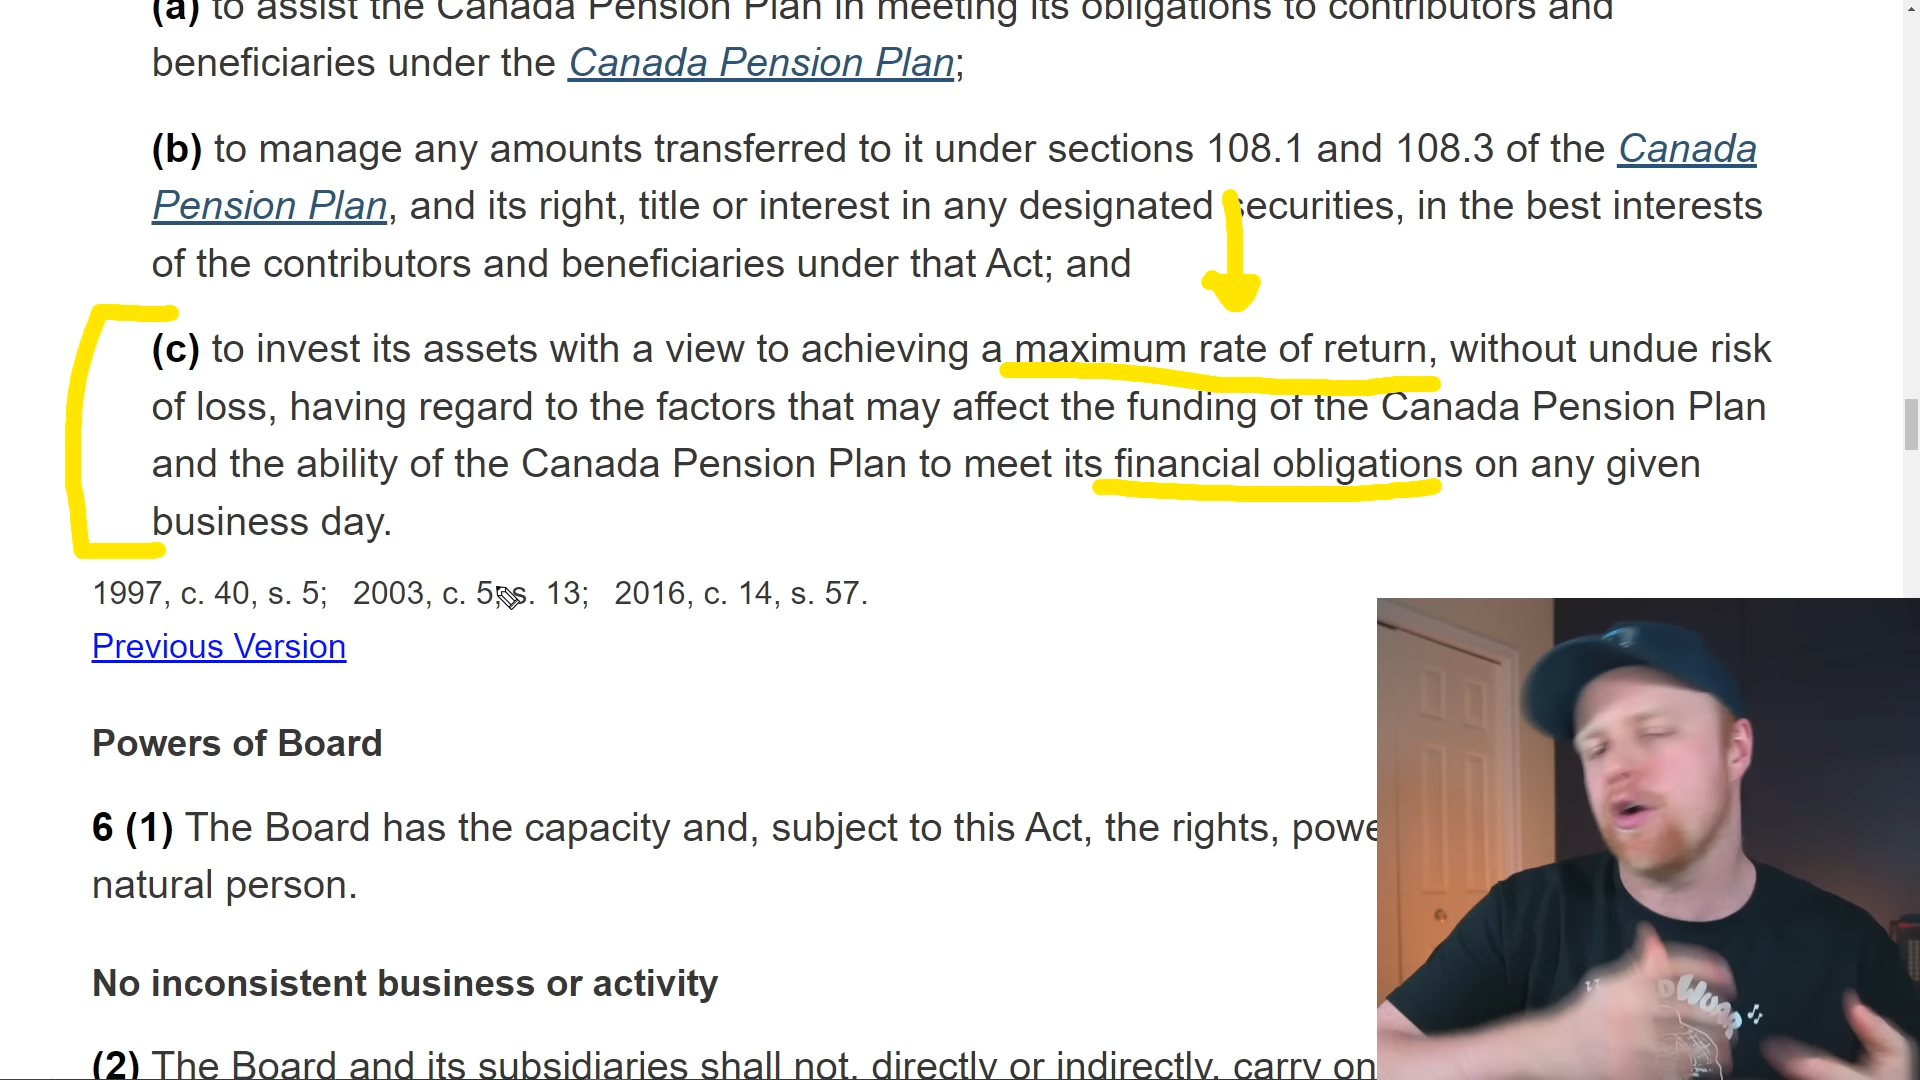 (a) to assist the Canada Pension Plan in meeting its obligations to contributors and
beneficiaries under the Canada Pension Plan;
(b) to manage any amounts transferred to it under sections 108.1 and 108.3 of the Canada
Pension Plan, and its right, title or interest in any designated securities, in the best interests
of the contributors and beneficiaries under that Act; and
(c) to invest its assets with a view to achieving a maximum rate of return, without undue risk
of loss, having regard to the factors that may affect the funding of the Canada Pension Plan
and the ability of the Canada Pension Plan to meet its financial obligations on any given
business day.
1997, c. 40, s. 5; 2003, c. 5, s. 13; 2016, c. 14, s. 57.
Previous Version
Powers of Board
6 (1) The Board has the capacity and, subject to this Act, the rights, powe
natural person.
No inconsistent business or activity
(2) The Board and its subsidiaries shall not, directly or indirectly, carry on